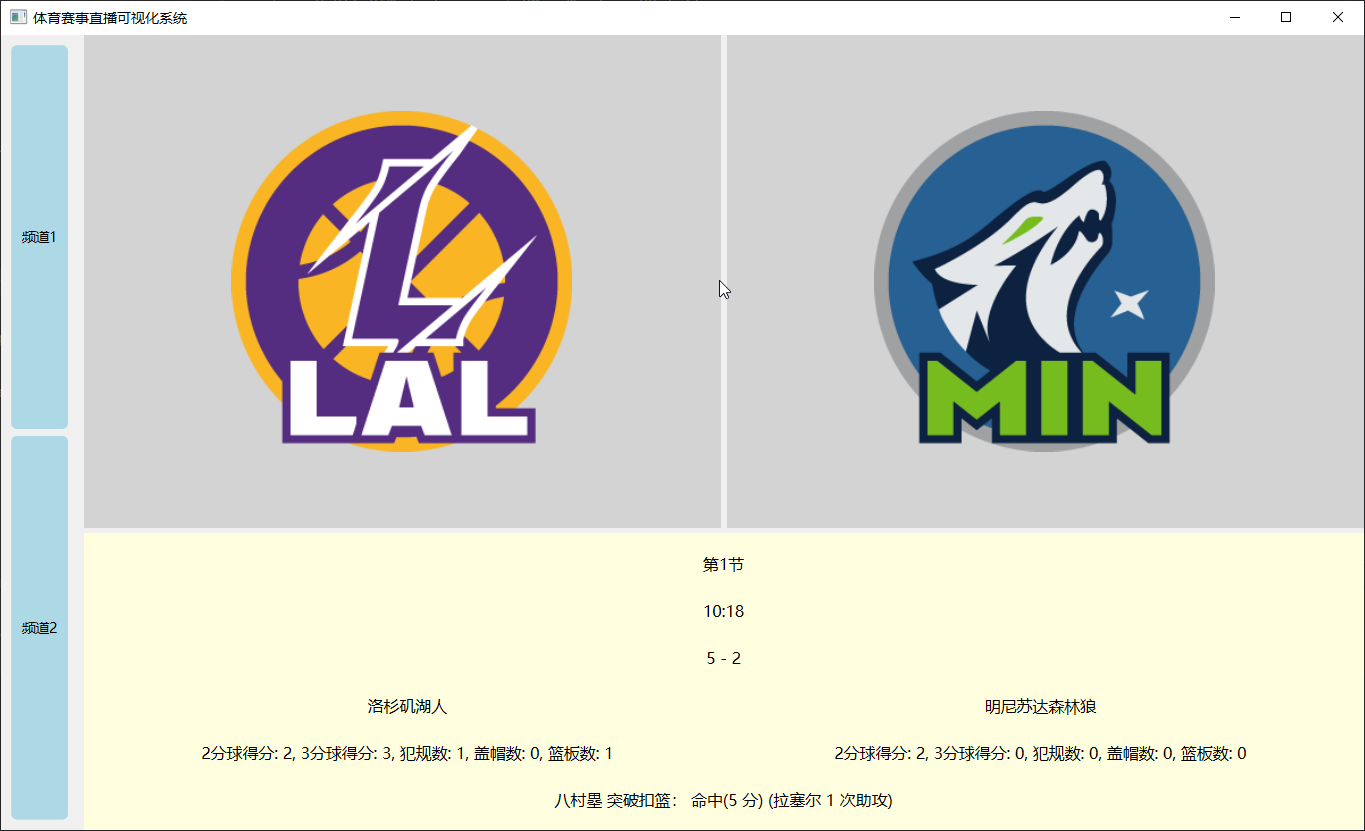 体育赛事直播可视化系统
频道1
频道2
LAL
MIN
第1节
10:18
5 - 2
洛杉矶湖人
明尼苏达森林狼
2分球得分: 2, 3分球得分: 3, 犯规数: 1, 盖帽数: 0, 篮板数: 1
2分球得分: 2, 3分球得分: 0, 犯规数: 0, 盖帽数: 0, 篮板数: 0
八村塁 突破扣篮： 命中(5 分) (拉塞尔 1 次助攻)